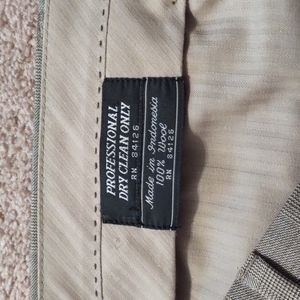 PROFESSIONAL
DRY CLEAN ONLY
RN 84126
Made in Indonesia
100% Wool
RN 84126